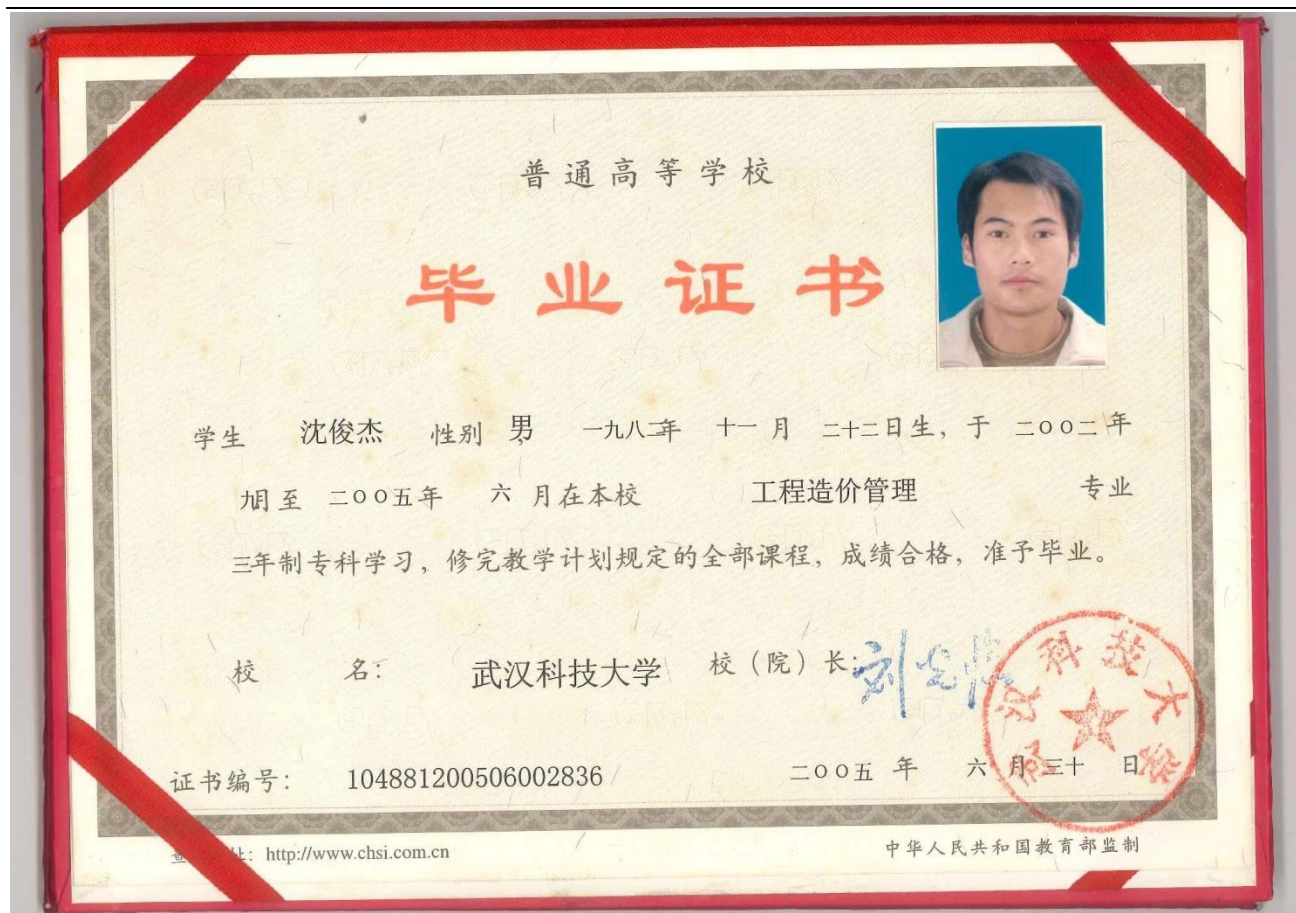 普通高等学校
毕业证书
学生 沈俊杰 性别 男, 一九八二年 十一月 二十二日生, 于 二○○二年
九月至 二○○五年 六月在本校 工程造价管理 专业
三年制专科学习, 修完教学计划规定的全部课程, 成绩合格, 准予毕业。
校 名: 武汉科技大学 校(院)长:
武汉科技大学
证书编号: 104881200506002836 二○○五年 六月三十日
址: http://www.chsi.com.cn 中华人民共和国教育部监制